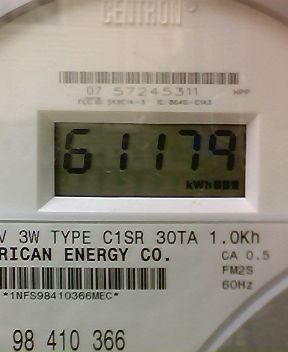 CENTRON®
07 57245311
61179
kWh
V 3W TYPE C1SR 30TA 1.0Kh
RICAN ENERGY CO.
CA 0.5
FM2S
60Hz
*1NFS98410366MEC*
98 410 366